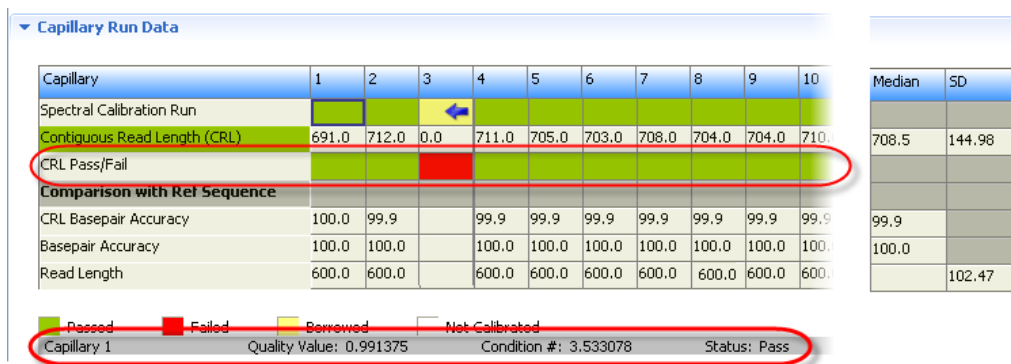 Capillary Run Data
Capillary 1 2 3 4 5 6 7 8 9 10 Median SD
Spectral Calibration Run
Contiguous Read Length (CRL) 691.0 712.0 0.0 711.0 705.0 703.0 708.0 704.0 704.0 710. 708.5 144.98
CRL Pass/Fail
Comparison with Ref Sequence
CRL Basepair Accuracy 100.0 99.9 99.9 99.9 99.9 99.9 99.9 99.9 99.9 99.9
Basepair Accuracy 100.0 100.0 100.0 100.0 100.0 100.0 100.0 100.0 100. 100.0
Read Length 600.0 600.0 600.0 600.0 600.0 600.0 600.0 600.0 600. 102.47
Passed Failed Borrowed Not Calibrated
Capillary 1 Quality Value: 0.991375 Condition #: 3.533078 Status: Pass